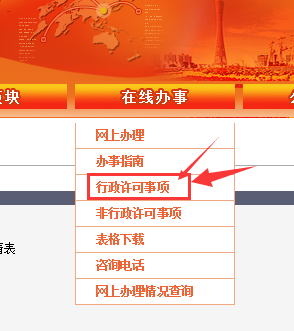 在线办事
网上办理
办事指南
行政许可事项
非行政许可事项
表格下载
咨询电话
网上办理情况查询